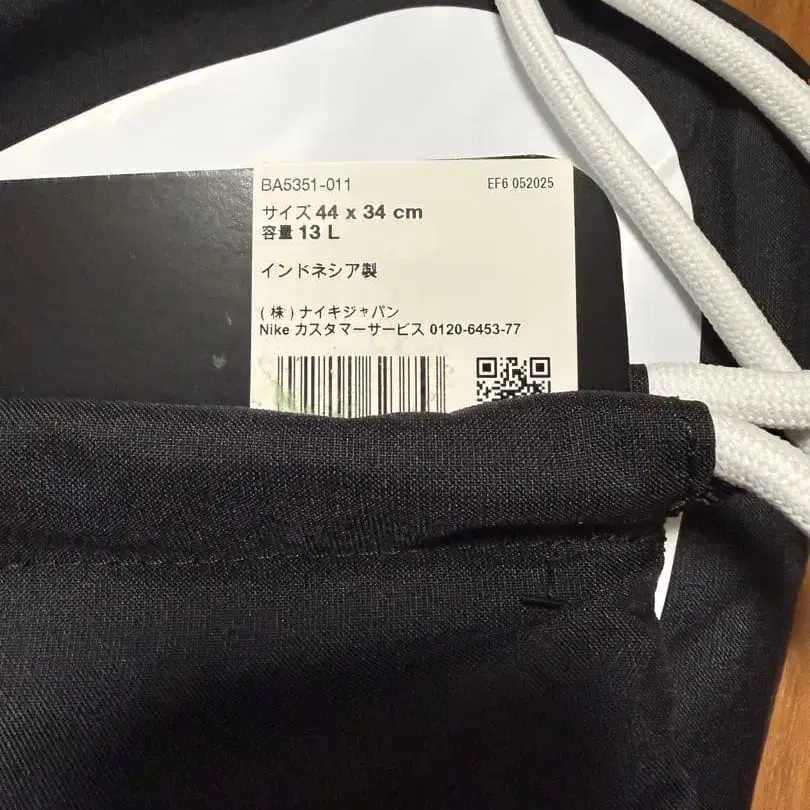 BA5351-011
EF6 052025
サイズ 44 x 34 cm
容量 13 L
インドネシア製
(株)ナイキジャパン
Nike カスタマーサービス 0120-6453-77